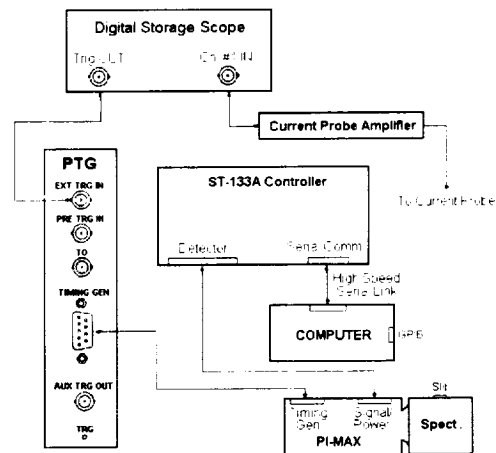 Digital Storage Scope
Trig OUT
Ch. #1 IN
Current Probe Amplifier
To Current Probe
PTG
EXT TRG IN
PRE TRG IN
TO
TIMING GEN
AUX TRG OUT
TRG
ST-133A Controller
Detector
Serial Comm
High Speed
Serial Link
COMPUTER
GPIB
Timing
Gen
Signal/
Power
PI-MAX
Slit
Spect.